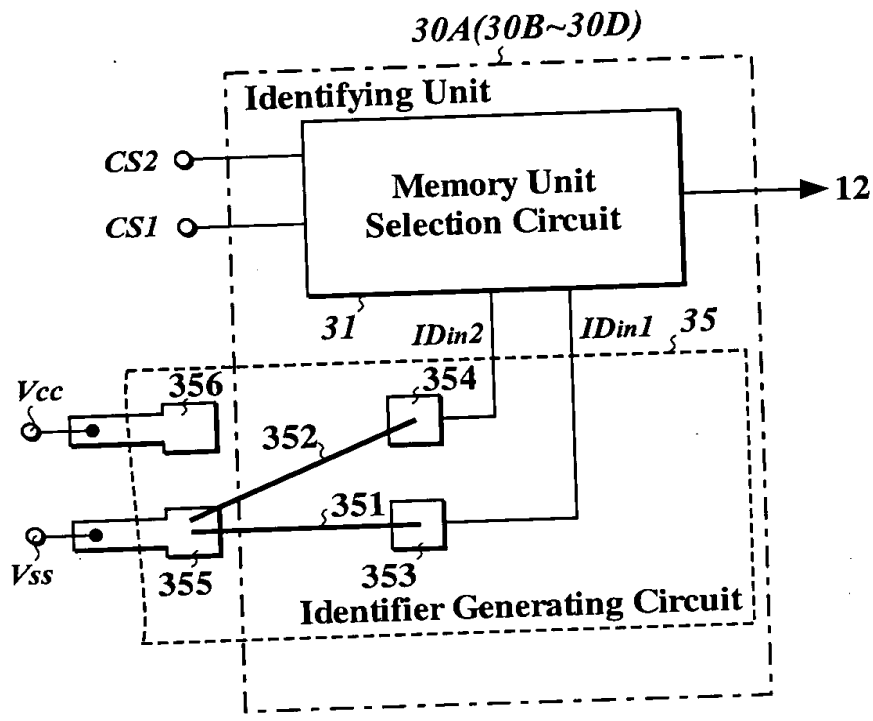 30A(30B~30D)
Identifying Unit
CS2
Memory Unit
Selection Circuit
12
CS1
31
IDin2
IDin1
35
Vcc
356
354
352
351
Vss
355
353
Identifier Generating Circuit